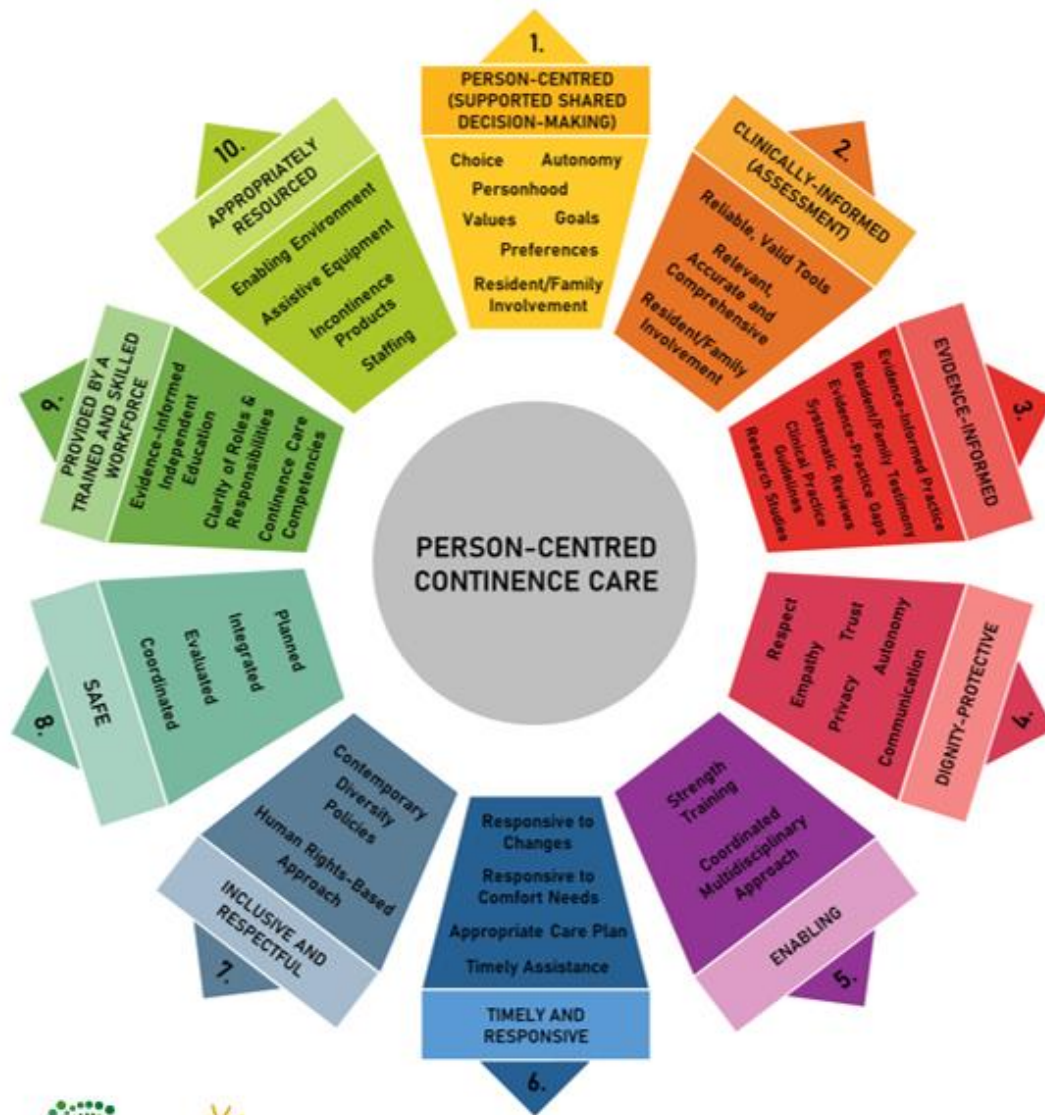 1.
PERSON-CENTRED
(SUPPORTED SHARED
DECISION-MAKING)
Choice Autonomy
Personhood
Values Goals
Preferences
Resident/Family
Involvement
2.
CLINICALLY-INFORMED
(ASSESSMENT)
Reliable, Valid Tools
Relevant,
Accurate and
Comprehensive
Resident/Family
Involvement
3.
EVIDENCE-INFORMED
Evidence-Informed Practice
Resident/Family Testimony
Evidence-Practice Gaps
Systematic Reviews
Clinical Practice
Guidelines
Research Studies
4.
DIGNITY-PROTECTIVE
Respect
Empathy Trust
Privacy Autonomy
Communication
5.
ENABLING
Strength
Training
Coordinated
Multidisciplinary
Approach
Responsive to
Changes
Responsive to
Comfort Needs
Appropriate Care Plan
Timely Assistance
TIMELY AND
RESPONSIVE
6.
Contemporary
Diversity
Policies
Human Rights-Based
Approach
INCLUSIVE AND
RESPECTFUL
7.
8.
SAFE
Coordinated
Evaluated
Integrated
Planned
9.
PROVIDED BY A
TRAINED AND SKILLED
WORKFORCE
Evidence-Informed
Independent
Education
Clarity of Roles &
Responsibilities
Continence Care
Competencies
10.
APPROPRIATELY
RESOURCED
Enabling Environment
Assistive Equipment
Incontinence
Products
Staffing
PERSON-CENTRED
CONTINENCE CARE